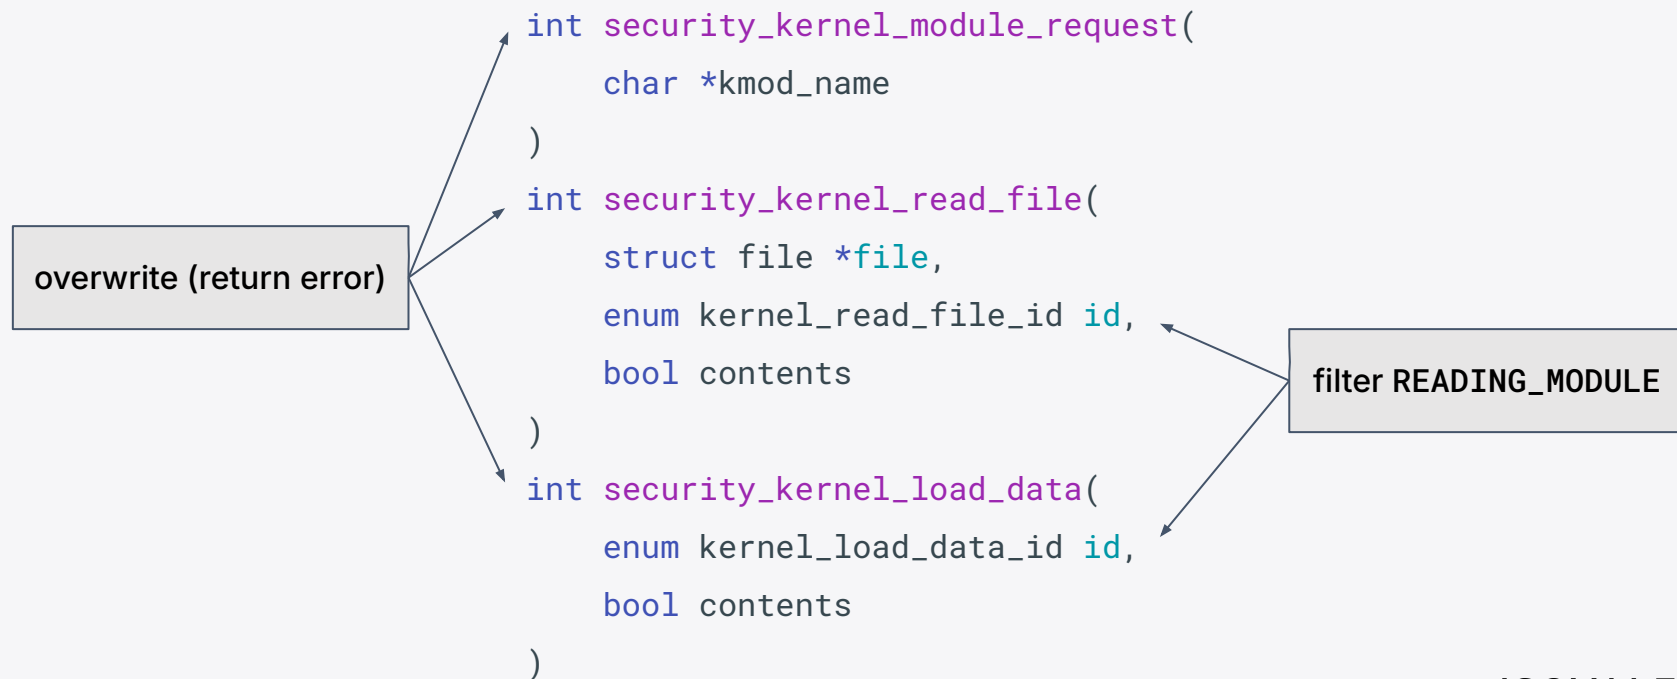 int security_kernel_module_request(
char *kmod_name
)
int security_kernel_read_file(
struct file *file,
enum kernel_read_file_id id,
bool contents
)
int security_kernel_load_data(
enum kernel_load_data_id id,
bool contents
)
overwrite (return error)
filter READING_MODULE